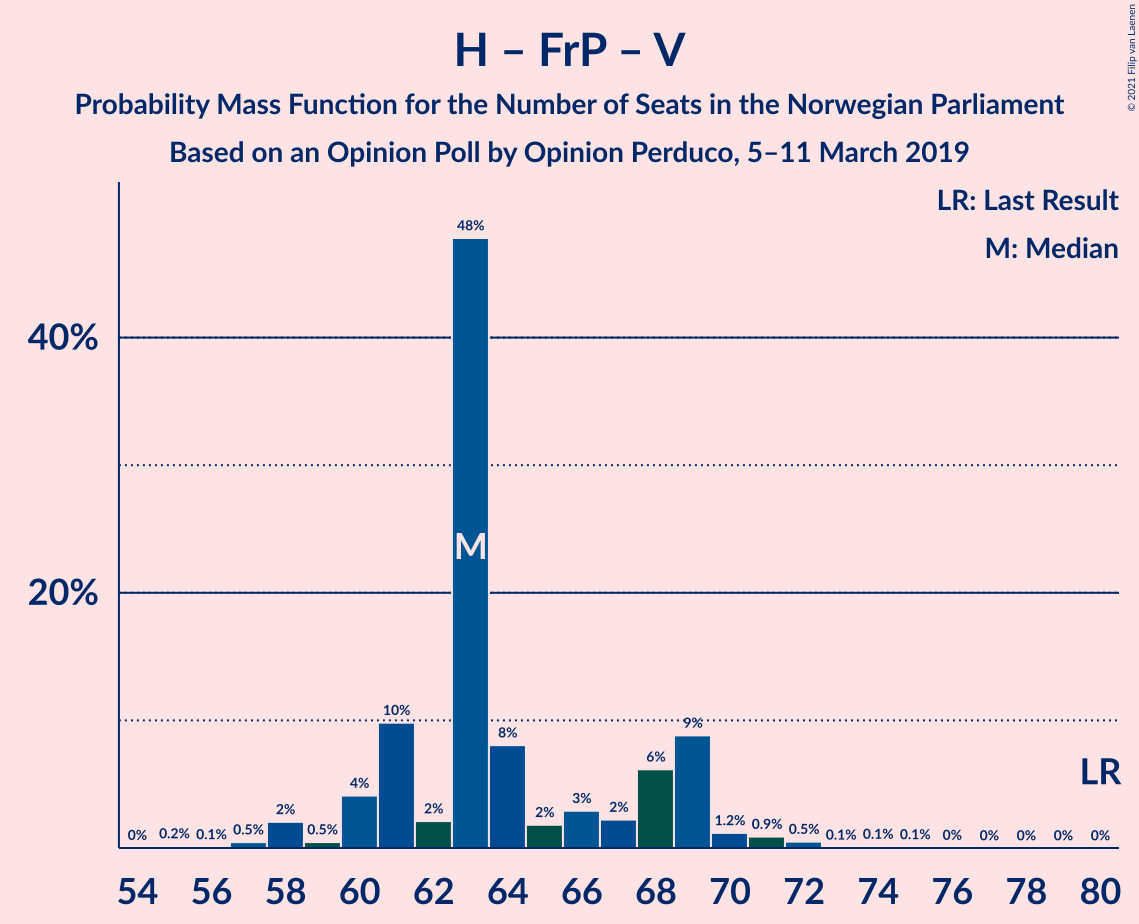 H – FrP – V
Probability Mass Function for the Number of Seats in the Norwegian Parliament
Based on an Opinion Poll by Opinion Perduco, 5–11 March 2019
© 2021 Filip van Laenen
LR: Last Result
M: Median
40%
20%
0% 0.2% 0.1% 0.5% 2% 0.5% 4% 10% 2% 48% 8% 2% 3% 2% 6% 9% 1.2% 0.9% 0.5% 0.1% 0.1% 0.1% 0% 0% 0% 0% 0%
M
LR
54 56 58 60 62 64 66 68 70 72 74 76 78 80